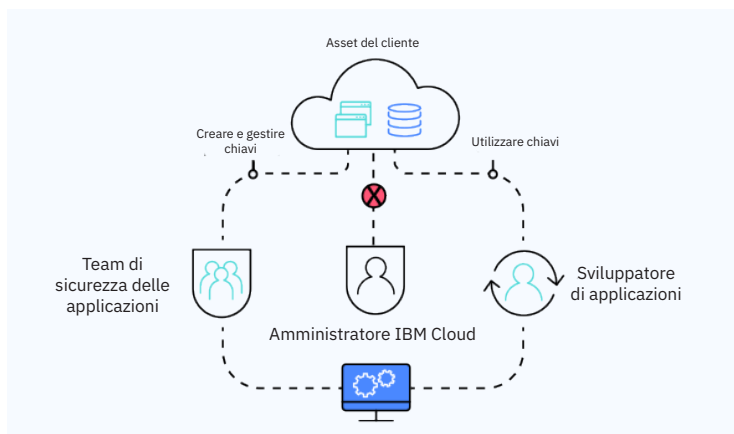 Asset del cliente
Creare e gestire
chiavi
Utilizzare chiavi
X
Team di
sicurezza delle
applicazioni
Sviluppatore
di applicazioni
Amministratore IBM Cloud